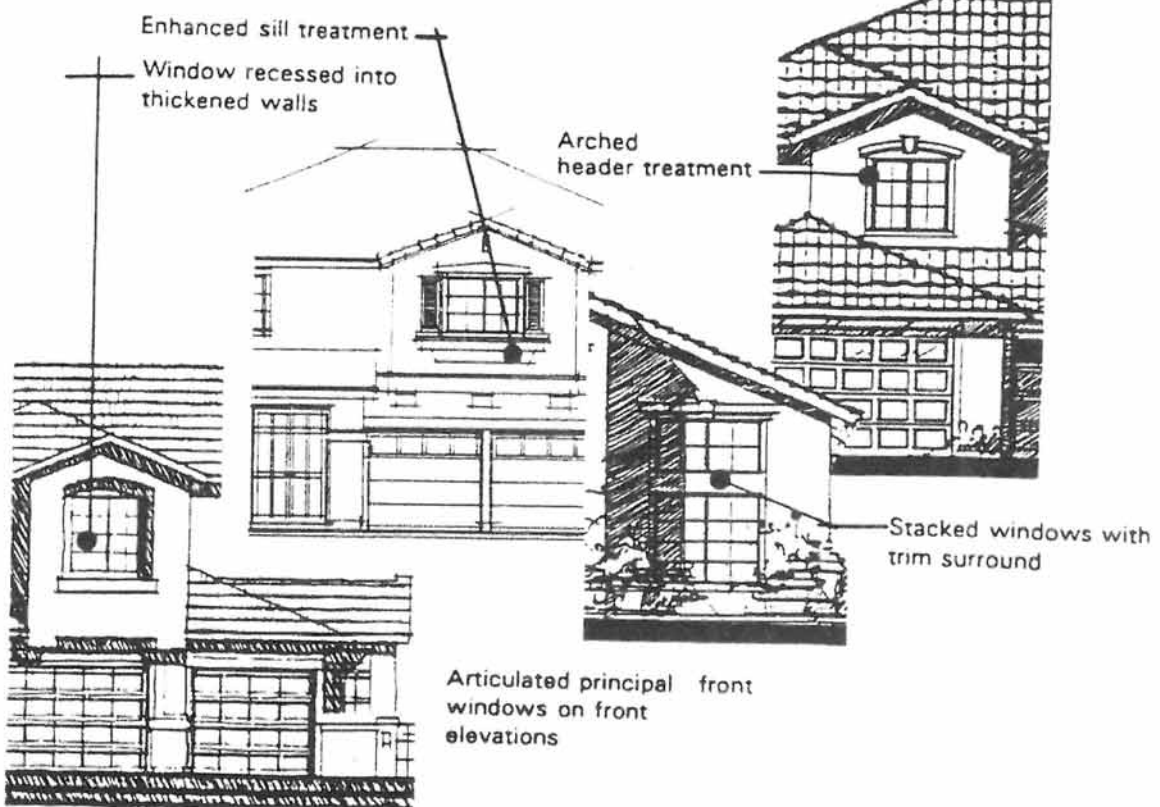 Enhanced sill treatment
Window recessed into
thickened walls
Arched
header treatment
Stacked windows with
trim surround
Articulated principal front
windows on front
elevations